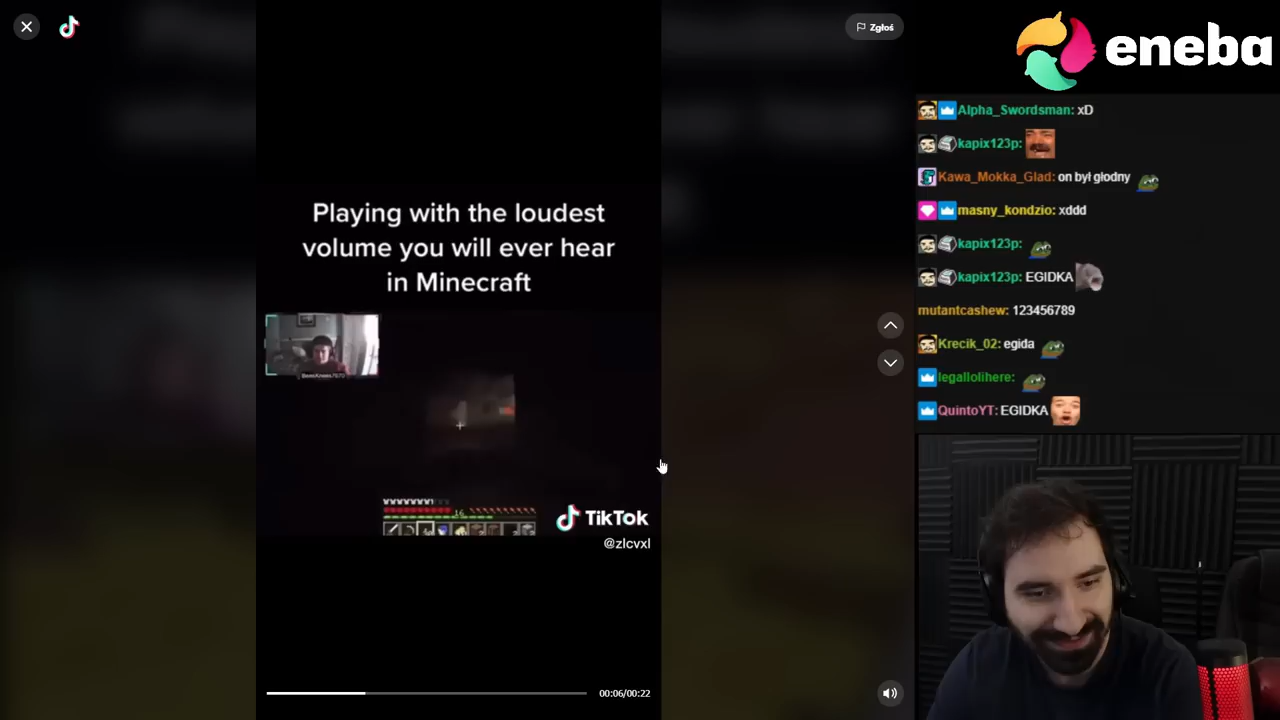 Zgłoś
eneba
Playing with the loudest
volume you will ever hear
in Minecraft
16
TikTok
@zlcvxl
00:06/00:22
Alpha_Swordsman: xD
kapix123p:
Kawa_Mokka_Glad: on był głodny
masny_kondzio: xddd
kapix123p:
kapix123p: EGIDKA
mutantcashew: 123456789
Krecik_02: egida
legallolihere:
QuintoYT: EGIDKA